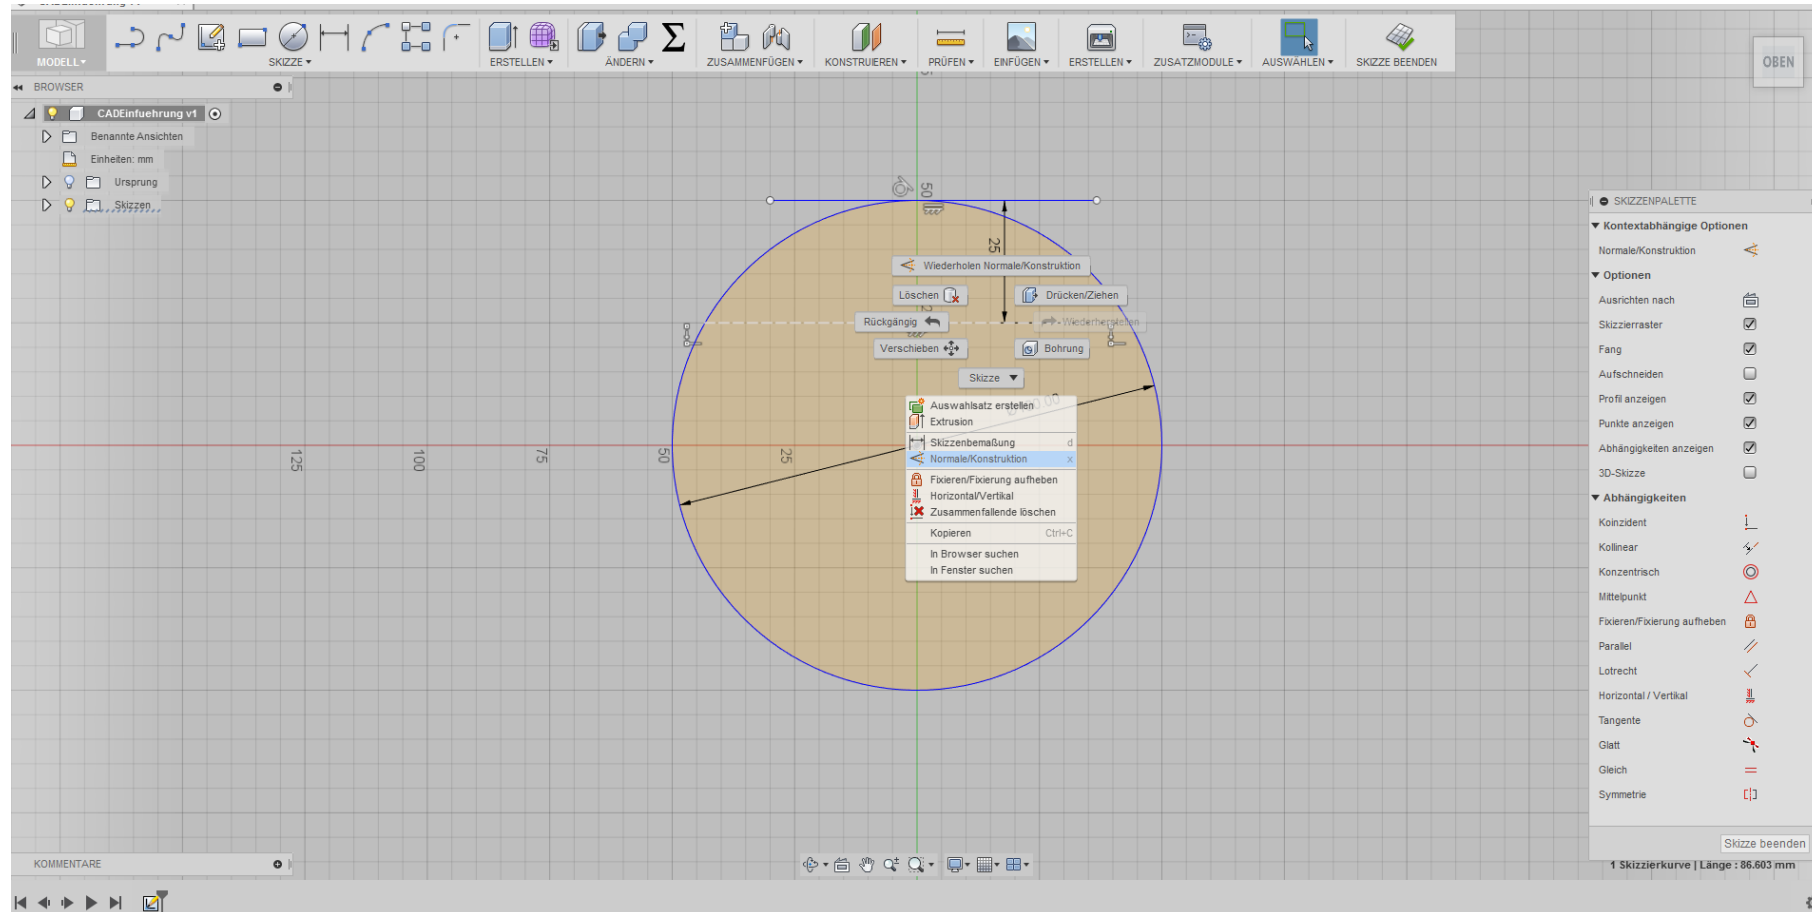 MODELL
SKIZZE
ERSTELLEN
ÄNDERN
ZUSAMMENFÜGEN
KONSTRUIEREN
PRÜFEN
EINFÜGEN
ERSTELLEN
ZUSATZMODULE
AUSWÄHLEN
SKIZZE BEENDEN
OBEN
BROWSER
CADEinfuehrung v1
Benannte Ansichten
Einheiten: mm
Ursprung
Skizzen
50
25
Wiederholen Normale/Konstruktion
Löschen
Drücken/Ziehen
Rückgängig
Wiederherstellen
Verschieben
Bohrung
Skizze
125
100
75
50
25
Auswahlsatz erstellen
Extrusion
Skizzenbemaßung d
Normale/Konstruktion x
Fixieren/Fixierung aufheben
Horizontal/Vertikal
Zusammenfallende löschen
Kopieren Ctrl+C
In Browser suchen
In Fenster suchen
SKIZZENPALETTE
Kontextabhängige Optionen
Normale/Konstruktion
Optionen
Ausrichten nach
Skizzierraster
Fang
Aufschneiden
Profil anzeigen
Punkte anzeigen
Abhängigkeiten anzeigen
3D-Skizze
Abhängigkeiten
Koinzident
Kollinear
Konzentrisch
Mittelpunkt
Fixieren/Fixierung aufheben
Parallel
Lotrecht
Horizontal / Vertikal
Tangente
Glatt
Gleich
Symmetrie
Skizze beenden
KOMMENTARE
1 Skizzierkurve | Länge : 86.603 mm